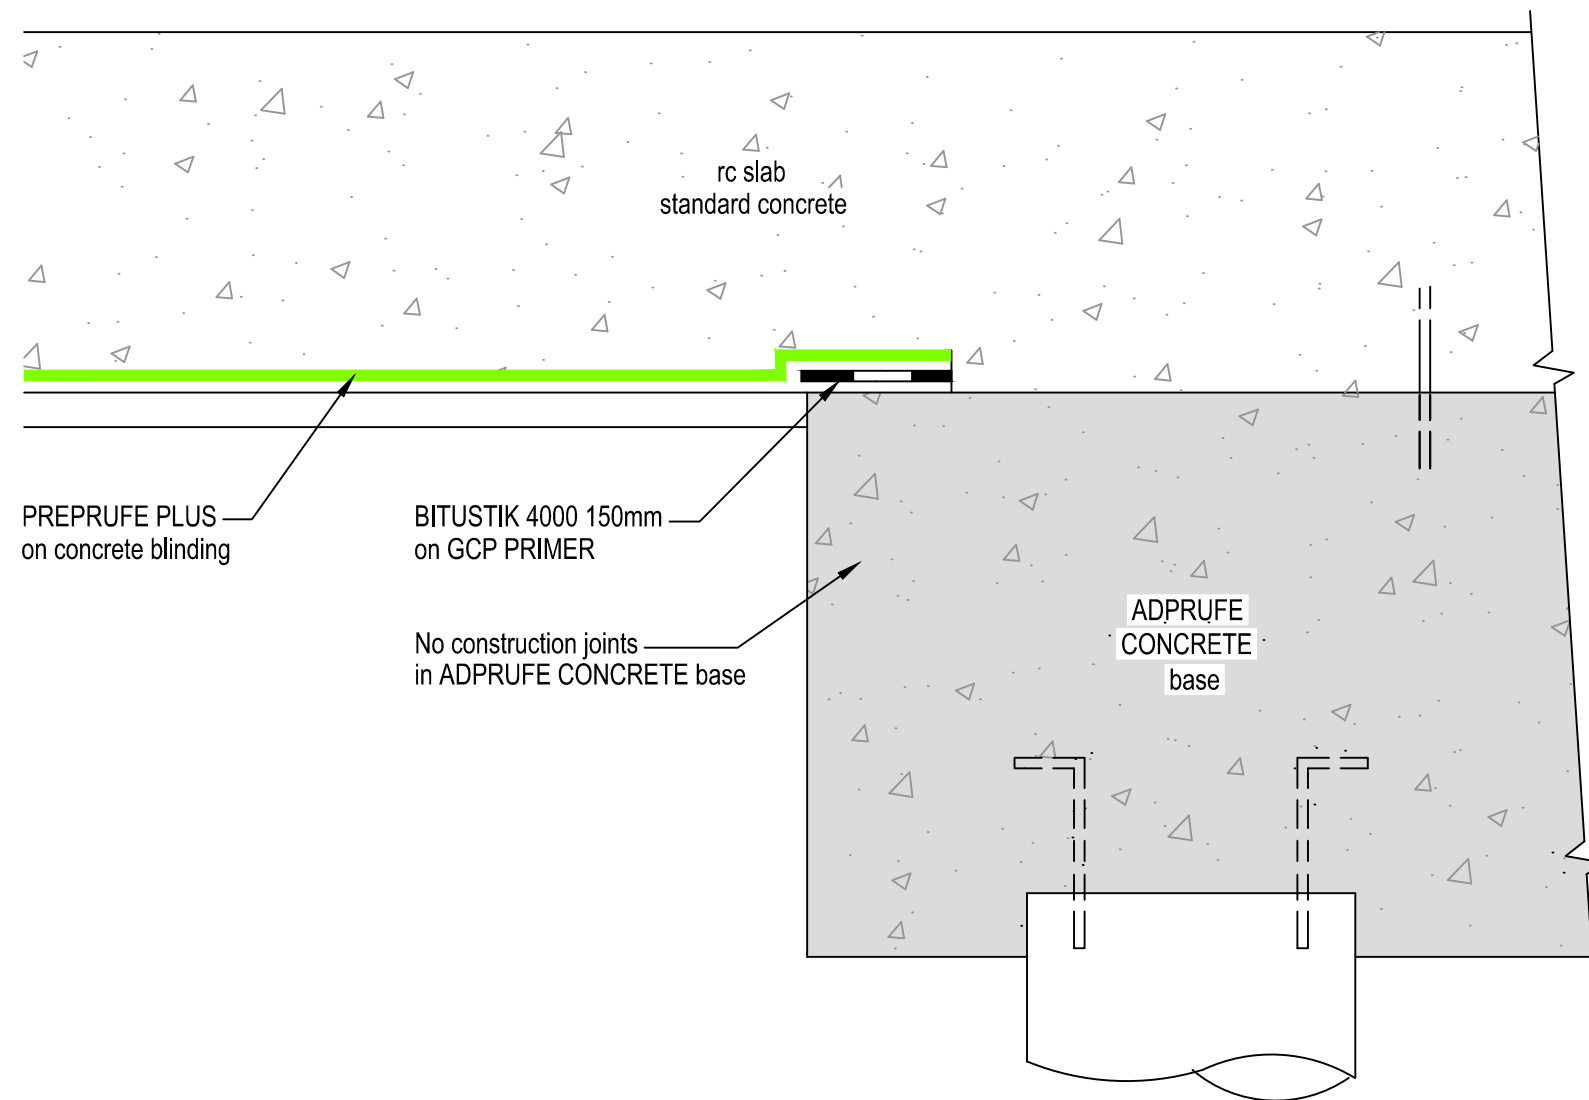 rc slab
standard concrete
PREPRUFE PLUS
on concrete blinding
BITUSTIK 4000 150mm
on GCP PRIMER
No construction joints
in ADPRUFE CONCRETE base
ADPRUFE
CONCRETE
base